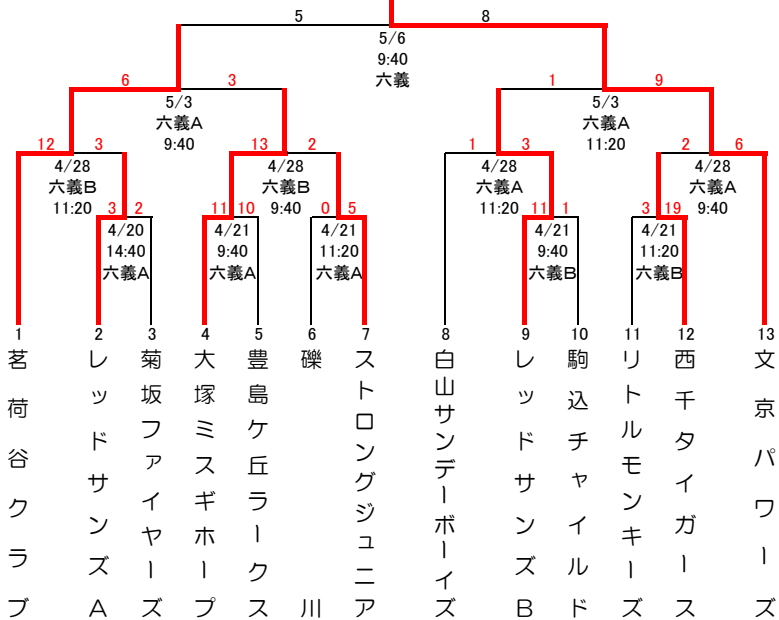 5 8
5/6
9:40
六義
6 3 1 9
5/3
六義A
9:40
5/3
六義A
11:20
12 3 13 2 1 3 2 6
4/28
六義B
11:20
4/28
六義B
9:40
4/28
六義A
11:20
4/28
六義A
9:40
3 2 11 10 0 5 11 1 3 19
4/20
14:40
六義A
4/21
9:40
六義A
4/21
11:20
六義A
4/21
9:40
六義B
4/21
11:20
六義B
1
茗荷谷クラブ
2
レッドサンズA
3
菊坂ファイヤーズ
4
大塚ミスギホープ
5
豊島ケ丘ラークス
6
礫川
7
ストロングジュニア
8
白山サンデーボーイズ
9
レッドサンズB
10
駒込チャイルド
11
リトルモンキーズ
12
西千タイガース
13
文京パワーズ